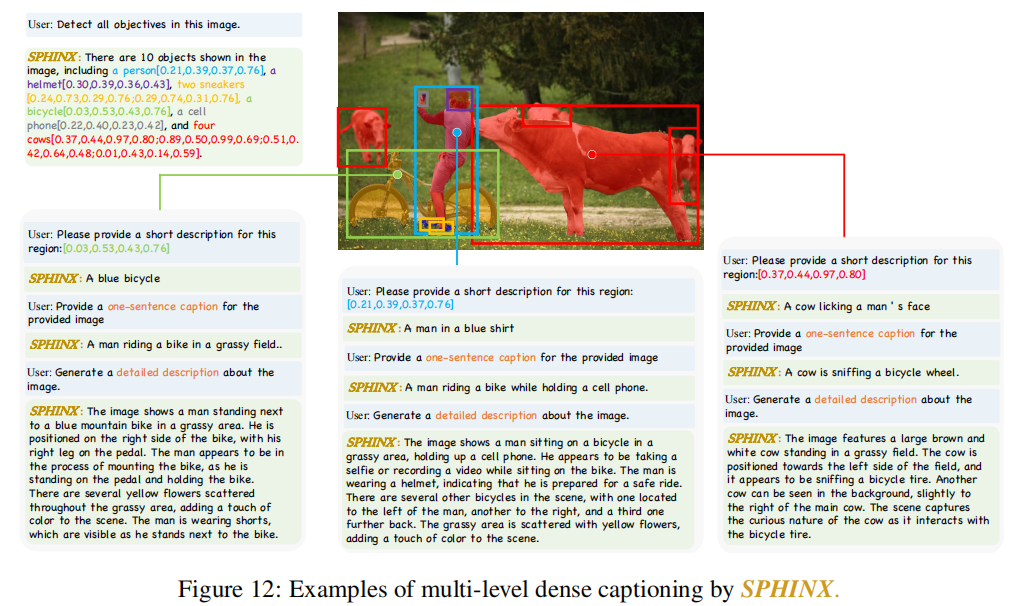 User: Detect all objectives in this image.
SPHINX: There are 10 objects shown in the
image, including a person[0.21,0.39,0.37,0.76], a
helmet[0.30,0.39,0.36,0.43], two sneakers
[0.24,0.73,0.29,0.76;0.29,0.74,0.31,0.76], a
bicycle[0.03,0.53,0.43,0.76], a cell
phone[0.22,0.40,0.23,0.42], and four
cows[0.37,0.44,0.97,0.80;0.89,0.50,0.99,0.69;0.51,0.
42,0.64,0.48;0.01,0.43,0.14,0.59].
User: Please provide a short description for this
region:[0.03,0.53,0.43,0.76]
SPHINX: A blue bicycle
User: Provide a one-sentence caption for the
provided image
SPHINX: A man riding a bike in a grassy field..
User: Generate a detailed description about the
image.
SPHINX: The image shows a man standing next
to a blue mountain bike in a grassy area. He is
positioned on the right side of the bike, with his
right leg on the pedal. The man appears to be in
the process of mounting the bike, as he is
standing on the pedal and holding the bike.
There are several yellow flowers scattered
throughout the grassy area, adding a touch of
color to the scene. The man is wearing shorts,
which are visible as he stands next to the bike.
User: Please provide a short description for this region:
[0.21,0.39,0.37,0.76]
SPHINX: A man in a blue shirt
User: Provide a one-sentence caption for the provided image
SPHINX: A man riding a bike while holding a cell phone.
User: Generate a detailed description about the image.
SPHINX: The image shows a man sitting on a bicycle in a
grassy area, holding up a cell phone. He appears to be taking a
selfie or recording a video while sitting on the bike. The man is
wearing a helmet, indicating that he is prepared for a safe ride.
There are several other bicycles in the scene, with one located
to the left of the man, another to the right, and a third one
further back. The grassy area is scattered with yellow flowers,
adding a touch of color to the scene.
User: Please provide a short description for this
region:[0.37,0.44,0.97,0.80]
SPHINX: A cow licking a man ' s face
User: Provide a one-sentence caption for the
provided image
SPHINX: A cow is sniffing a bicycle wheel.
User: Generate a detailed description about the
image.
SPHINX: The image features a large brown and
white cow standing in a grassy field. The cow is
positioned towards the left side of the field, and
it appears to be sniffing a bicycle tire. Another
cow can be seen in the background, slightly to
the right of the main cow. The scene captures
the curious nature of the cow as it interacts with
the bicycle tire.
Figure 12: Examples of multi-level dense captioning by SPHINX.